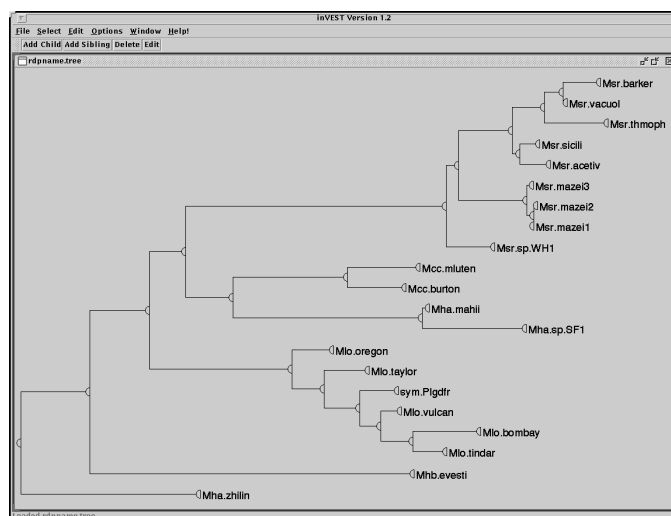 inVEST Version 1.2
File Select Edit Options Window Help!
Add Child Add Sibling Delete Edit
rdpname.tree
Msr.barker
Msr.vacuol
Msr.thmoph
Msr.sicili
Msr.acetiv
Msr.mazei3
Msr.mazei2
Msr.mazei1
Msr.sp.WH1
Mcc.mluten
Mcc.burton
Mha.mahii
Mha.sp.SF1
Mlo.oregon
Mlo.taylor
sym.Plgdfr
Mlo.vulcan
Mlo.bombay
Mlo.tindar
Mhb.evesti
Mha.zhilin
Loaded rdpname.tree